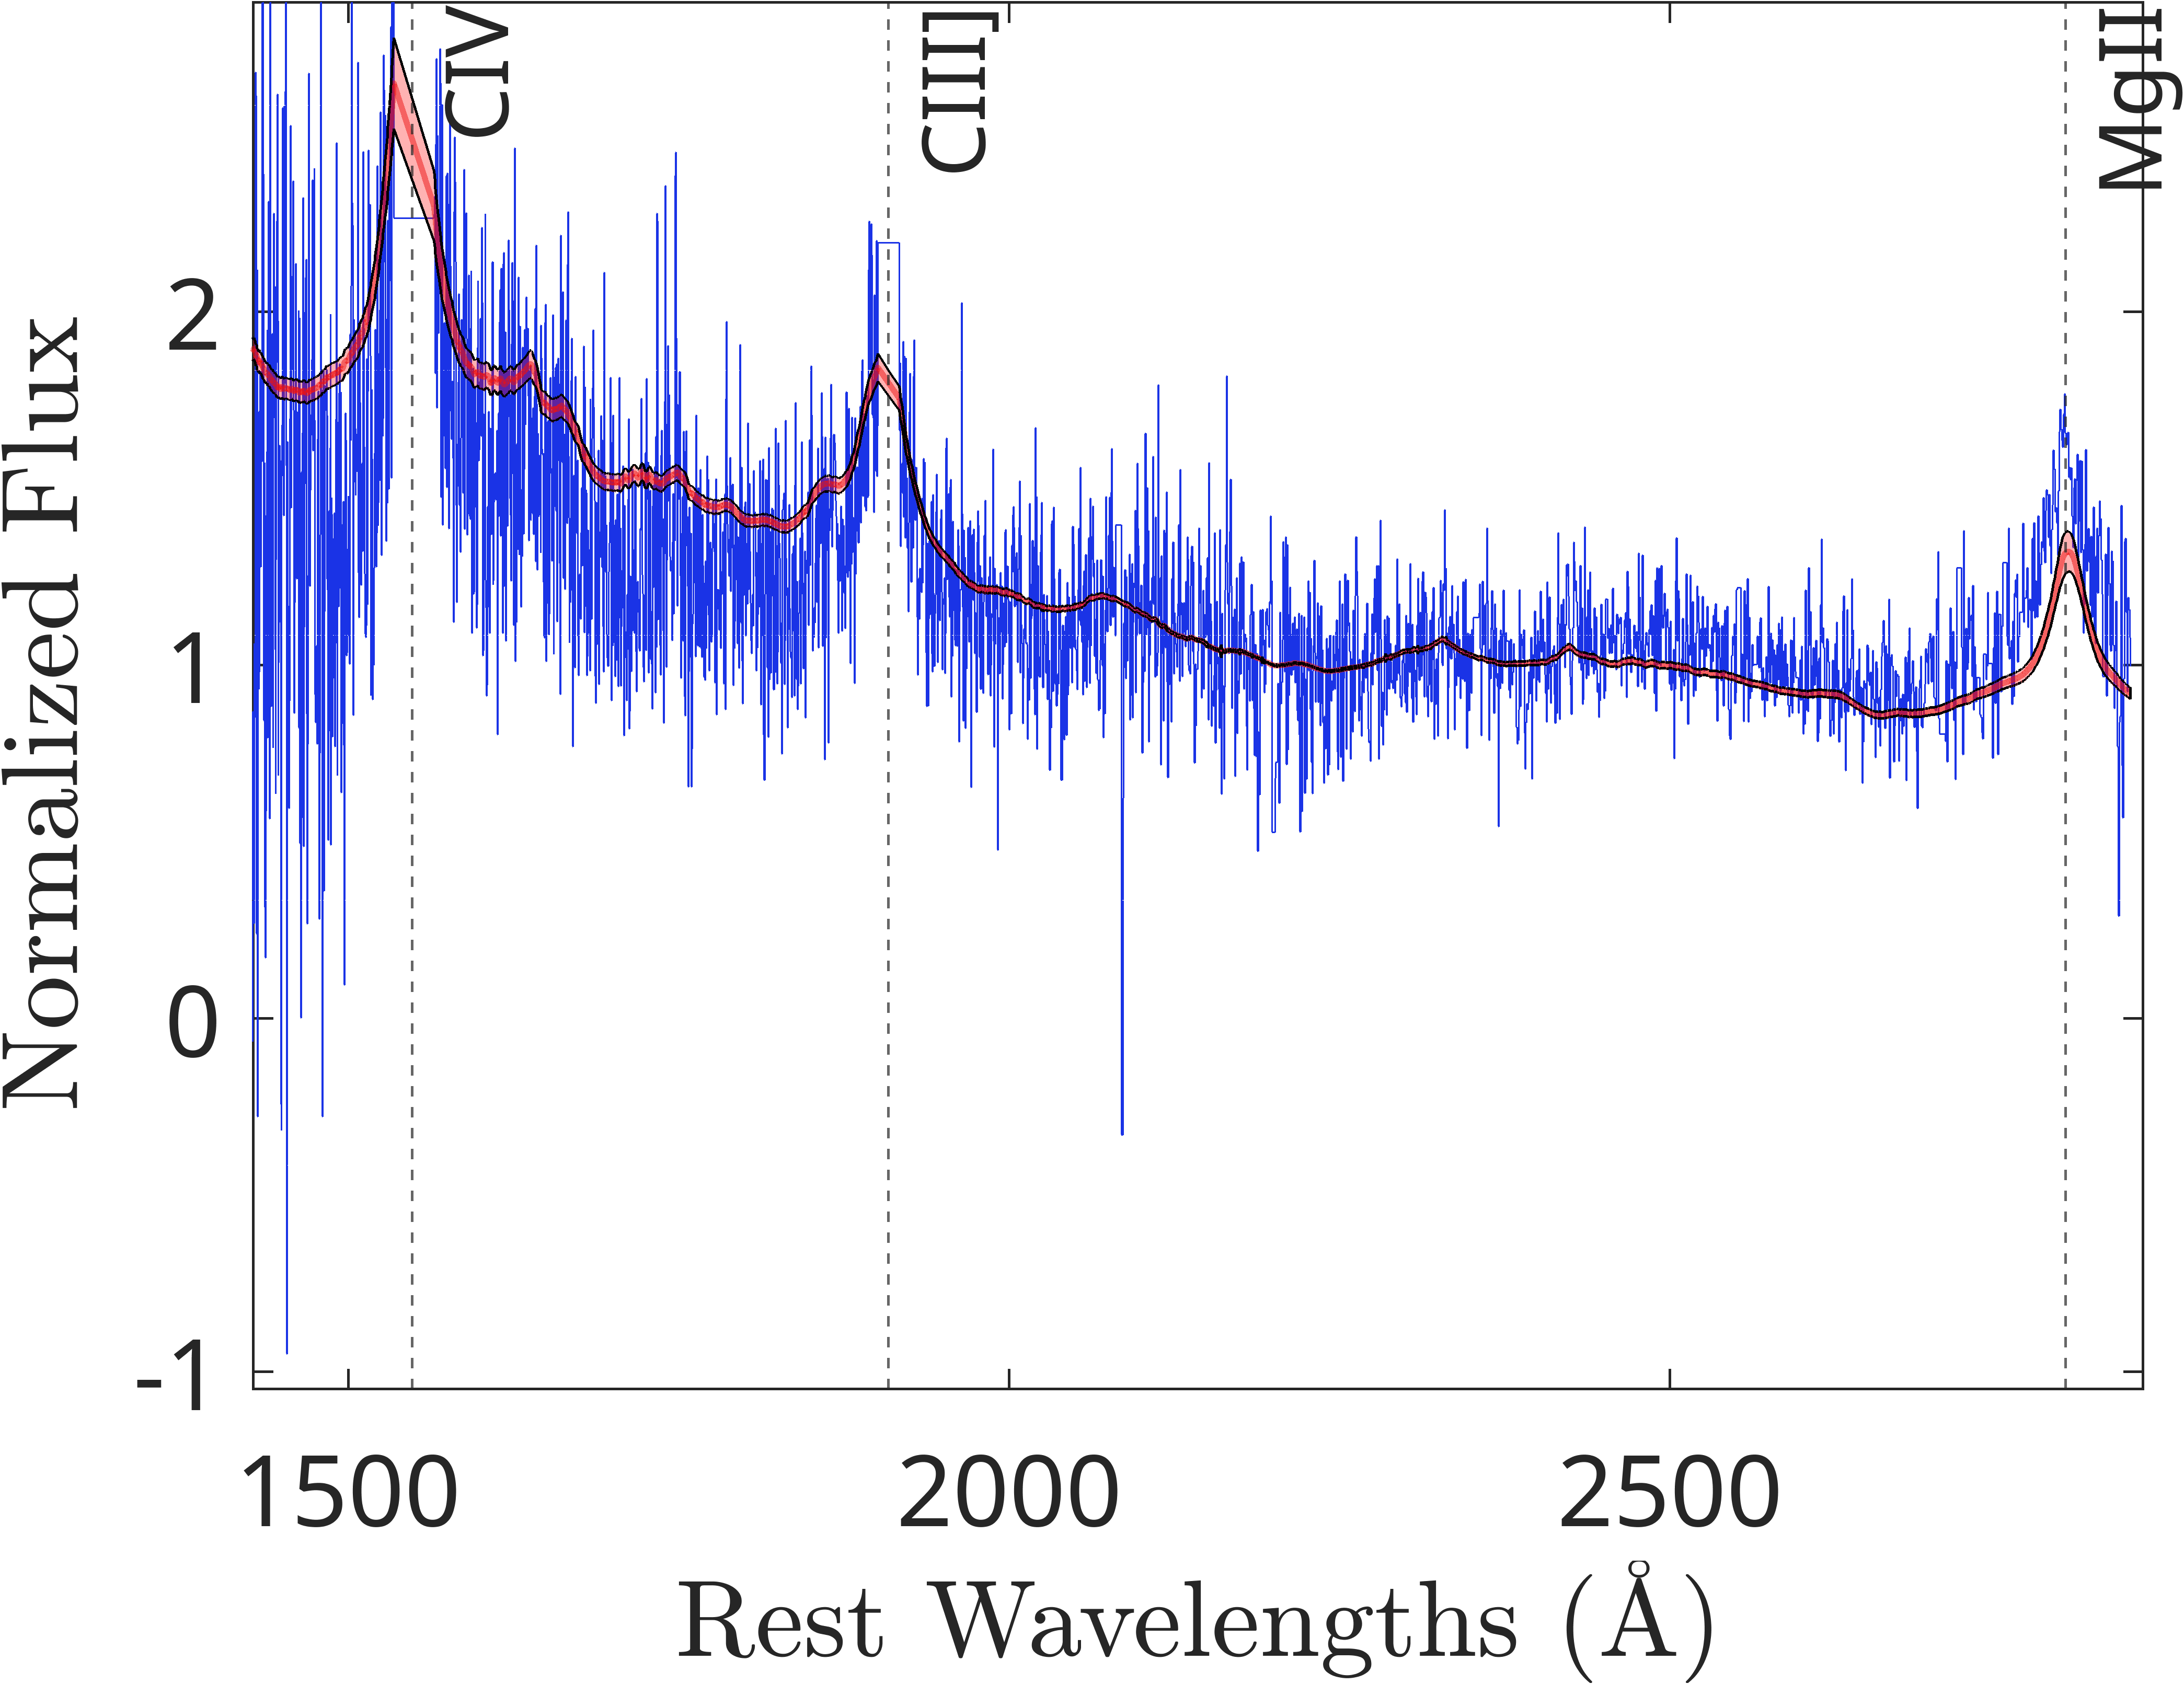 CIV
CIII]
MgII
Normalized Flux
2
1
0
-1
1500
2000
2500
Rest Wavelengths (Å)